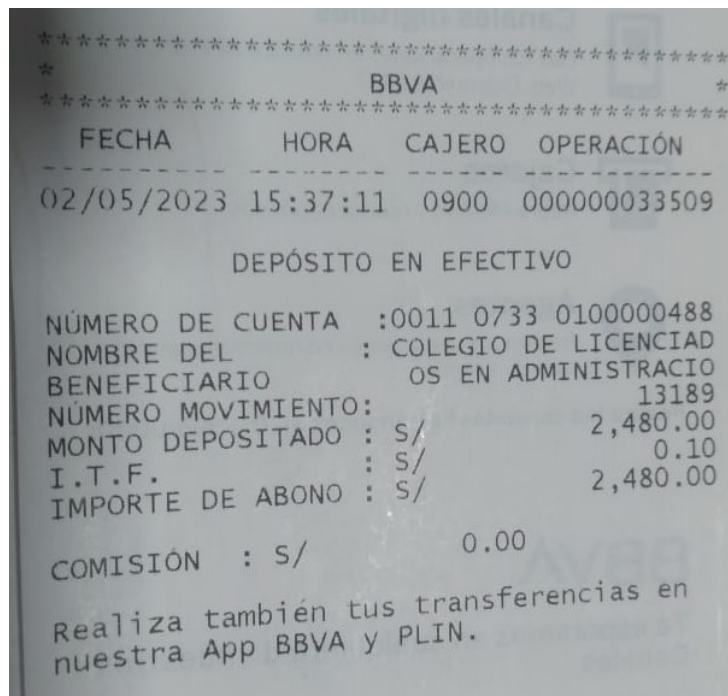 *******************************************
* BBVA *
*******************************************
FECHA HORA CAJERO OPERACIÓN
---------- -------- ------ ------------
02/05/2023 15:37:11 0900 000000033509
DEPÓSITO EN EFECTIVO
NÚMERO DE CUENTA :0011 0733 0100000488
NOMBRE DEL : COLEGIO DE LICENCIAD
BENEFICIARIO OS EN ADMINISTRACIO
NÚMERO MOVIMIENTO: 13189
MONTO DEPOSITADO : S/ 2,480.00
I.T.F. : S/ 0.10
IMPORTE DE ABONO : S/ 2,480.00
COMISIÓN : S/ 0.00
Realiza también tus transferencias en
nuestra App BBVA y PLIN.